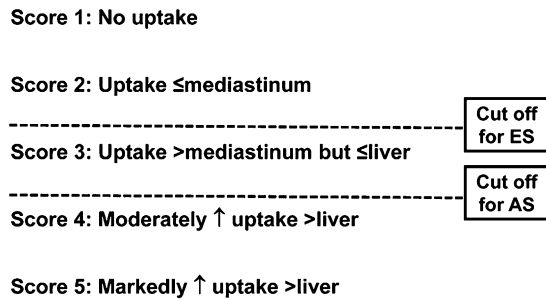 Score 1: No uptake
Score 2: Uptake ≤mediastinum
Cut off
for ES
Score 3: Uptake >mediastinum but ≤liver
Cut off
for AS
Score 4: Moderately ↑ uptake >liver
Score 5: Markedly ↑ uptake >liver